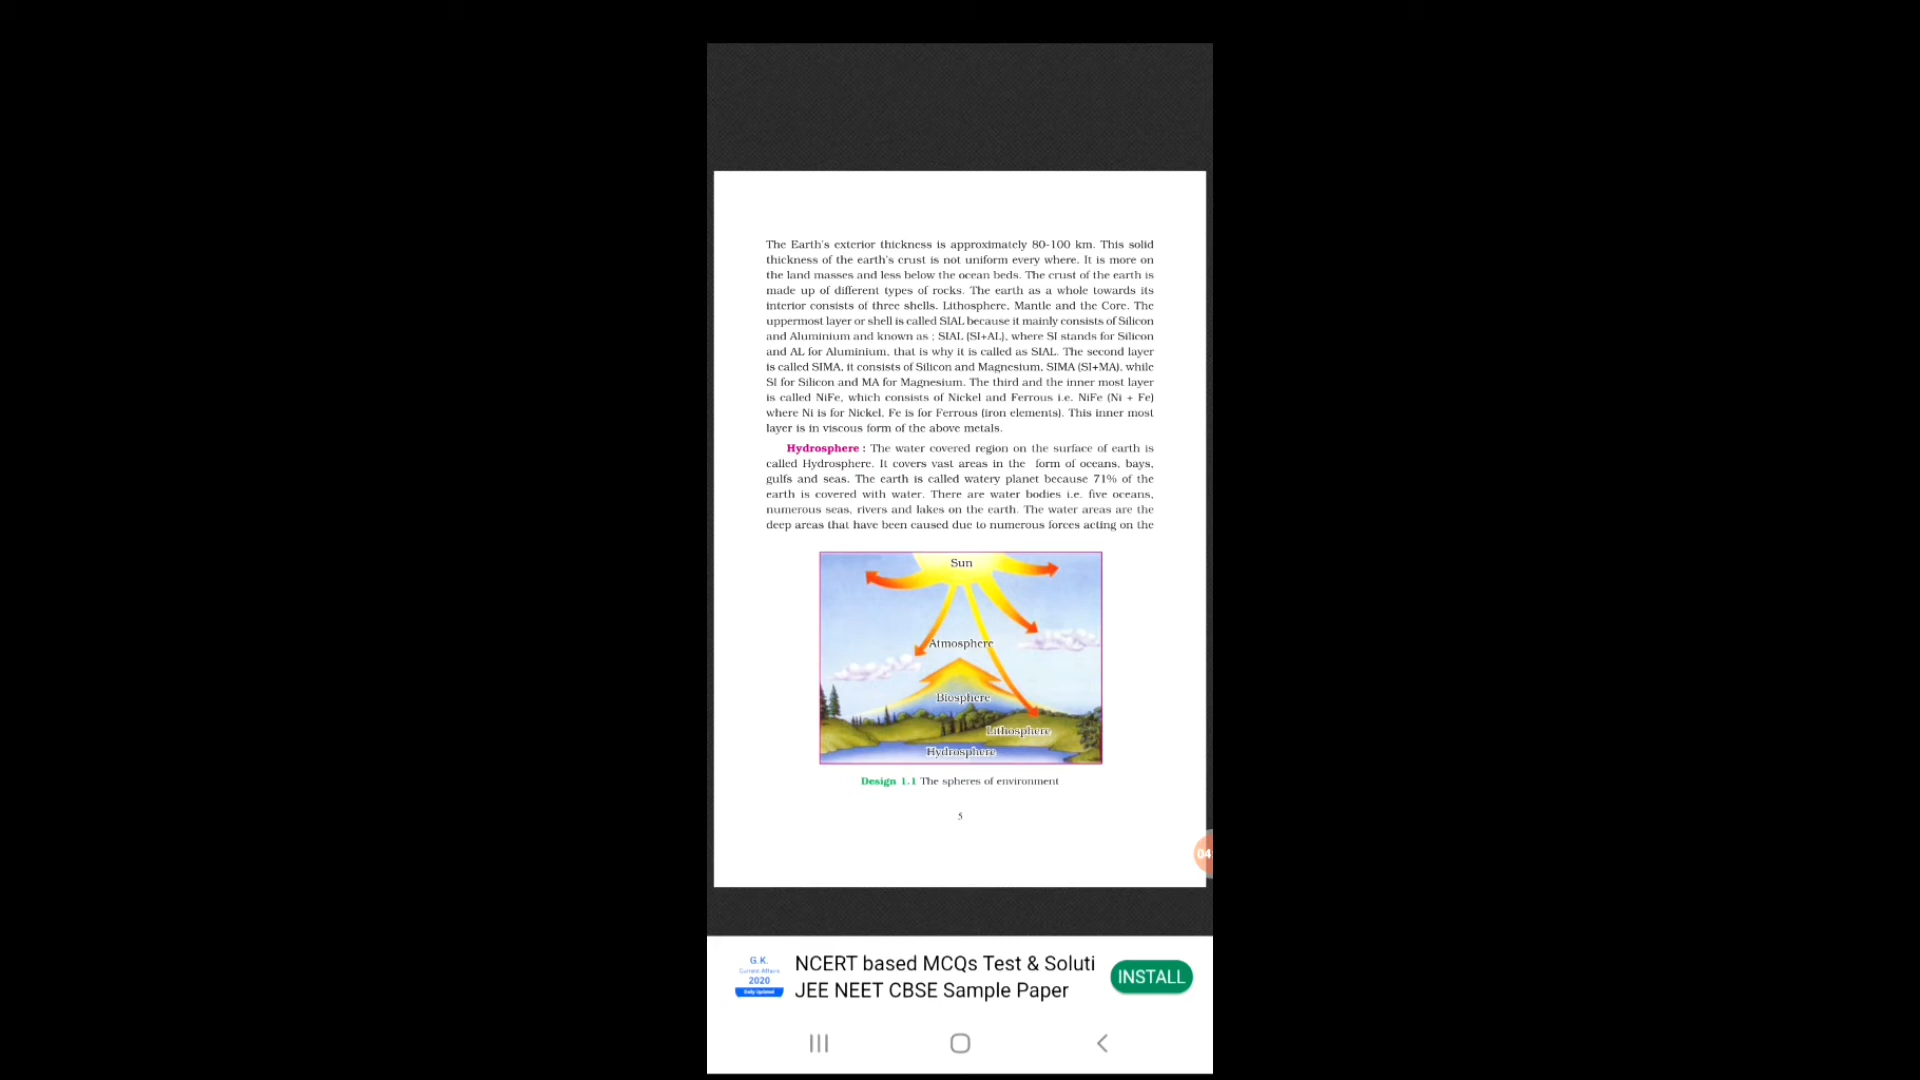 The Earth's exterior thickness is approximately 80-100 km. This solid
thickness of the earth's crust is not uniform every where. It is more on
the land masses and less below the ocean beds. The crust of the earth is
made up of different types of rocks. The earth as a whole towards its
interior consists of three shells. Lithosphere, Mantle and the Core. The
uppermost layer or shell is called SIAL because it mainly consists of Silicon
and Aluminium and known as ; SIAL (SI+AL), where SI stands for Silicon
and AL for Aluminium, that is why it is called as SIAL. The second layer
is called SIMA, it consists of Silicon and Magnesium, SIMA (SI+MA), while
SI for Silicon and MA for Magnesium. The third and the inner most layer
is called NiFe, which consists of Nickel and Ferrous i.e. NiFe (Ni + Fe)
where Ni is for Nickel, Fe is for Ferrous (iron elements). This inner most
layer is in viscous form of the above metals.
Hydrosphere : The water covered region on the surface of earth is
called Hydrosphere. It covers vast areas in the form of oceans, bays,
gulfs and seas. The earth is called watery planet because 71% of the
earth is covered with water. There are water bodies i.e. five oceans,
numerous seas, rivers and lakes on the earth. The water areas are the
deep areas that have been caused due to numerous forces acting on the
Sun
Atmosphere
Biosphere
Lithosphere
Hydrosphere
Design 1.1 The spheres of environment
5
04
G.K.
Current Affairs
2020
Daily Updated
NCERT based MCQs Test & Soluti
JEE NEET CBSE Sample Paper
INSTALL